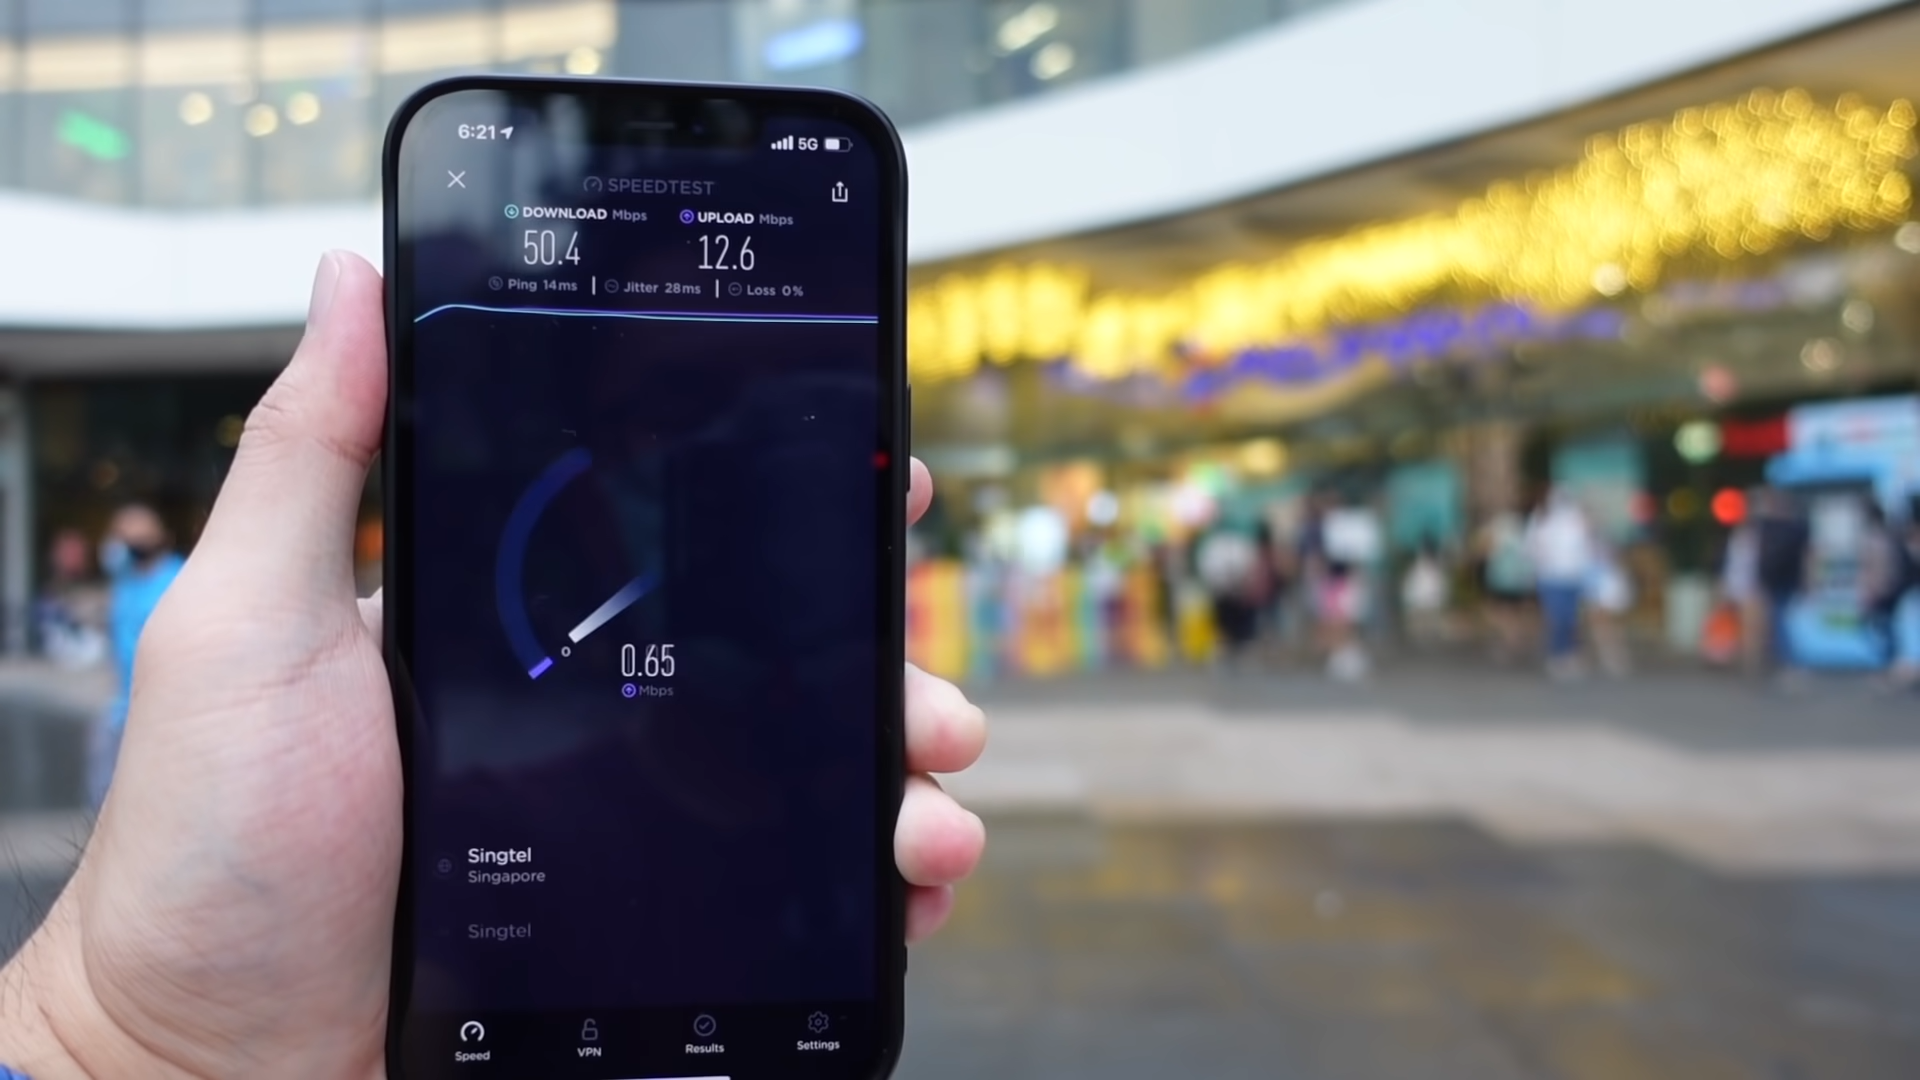 6:21
5G
SPEEDTEST
DOWNLOAD Mbps UPLOAD Mbps
50.4 12.6
Ping 14ms | Jitter 28ms | Loss 0%
0
0.65
Mbps
Singtel
Singapore
Singtel
Speed VPN Results Settings